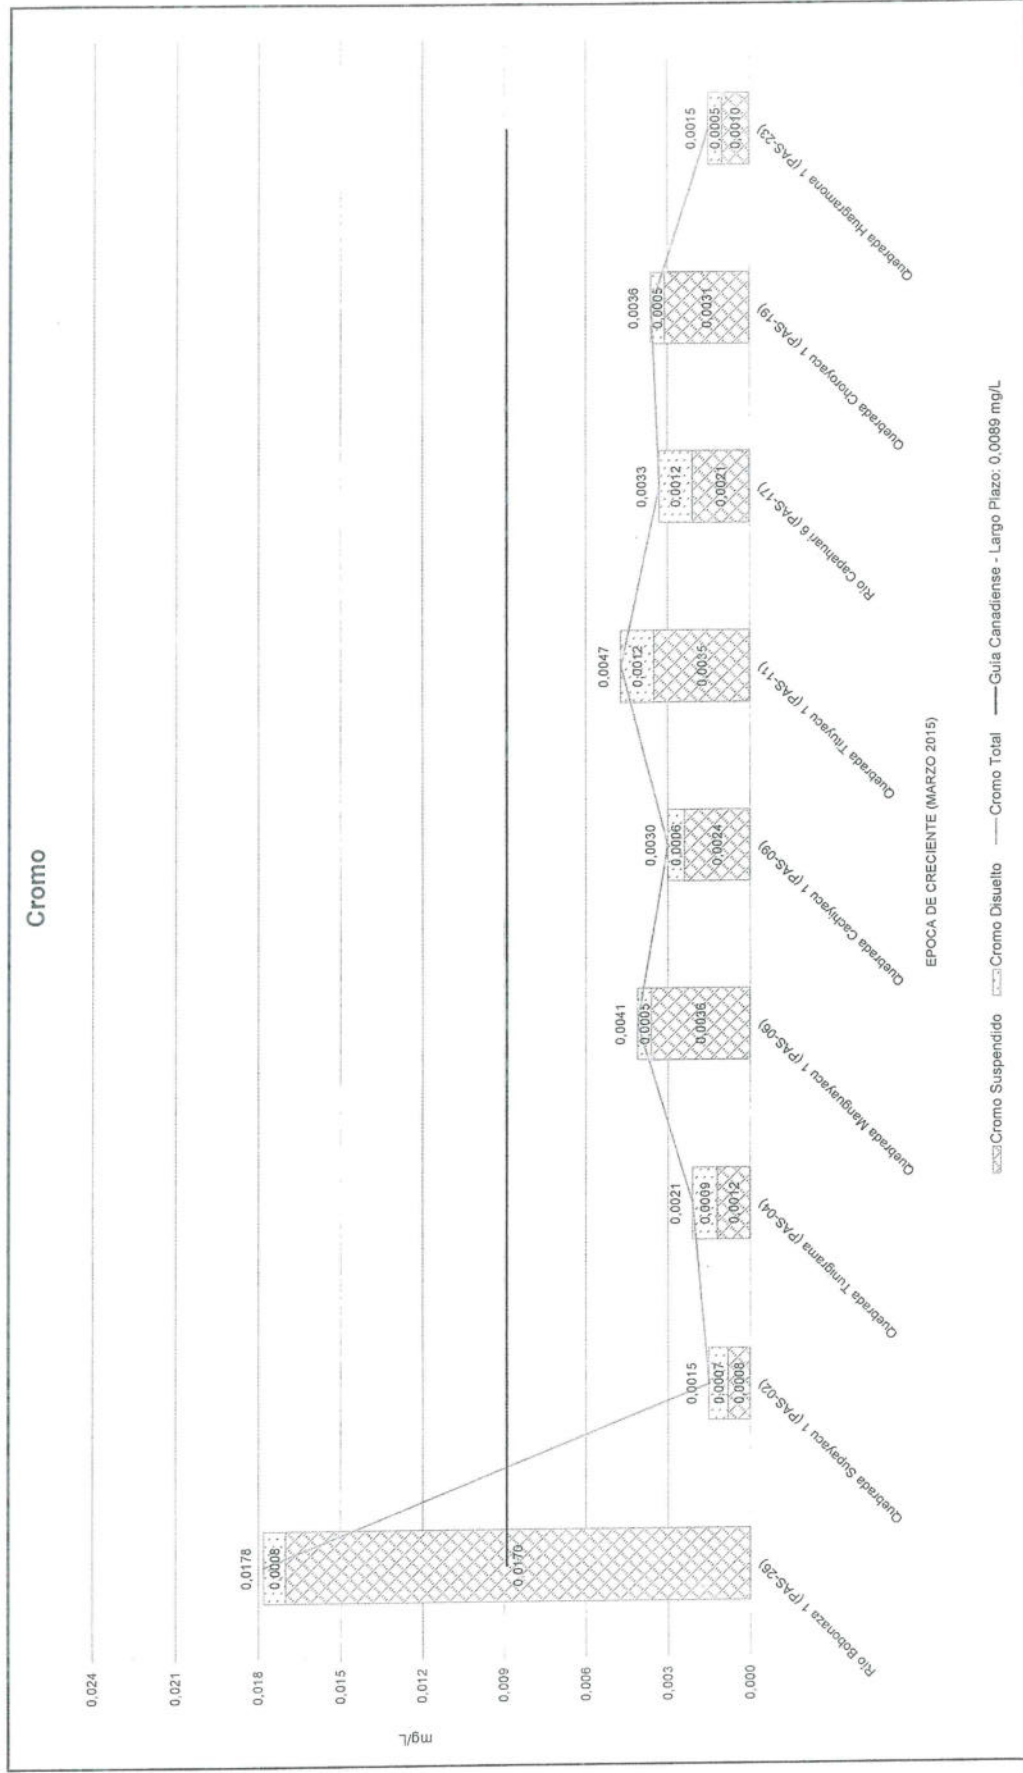 Cromo
mg/L
0,024
0,021
0,018
0,015
0,012
0,009
0,006
0,003
0,000
0,0178
0,0008
0,0170
Río Bobonaza 1 (PAS-26)
0,0015
0,0007
0,0008
Quebrada Supayacu 1 (PAS-02)
0,0021
0,0009
0,0012
Quebrada Tunigrama (PAS-04)
0,0041
0,0005
0,0036
Quebrada Manguayacu 1 (PAS-06)
0,0030
0,0006
0,0024
Quebrada Cachiyacu 1 (PAS-09)
0,0047
0,0012
0,0035
Quebrada Tituyacu 1 (PAS-11)
0,0033
0,0012
0,0021
Río Capahuari 6 (PAS-17)
0,0036
0,0005
0,0031
Quebrada Choroyacu 1 (PAS-19)
0,0015
0,0005
0,0010
Quebrada Huagramona 1 (PAS-23)
EPOCA DE CRECIENTE (MARZO 2015)
Cromo Suspendido Cromo Disuelto Cromo Total Guía Canadiense - Largo Plazo: 0,0089 mg/L